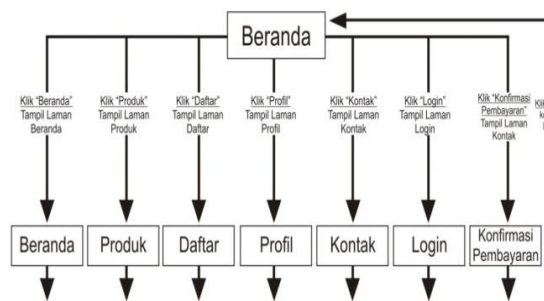 Beranda
Klik "Beranda"
Tampil Laman
Beranda
Klik "Produk"
Tampil Laman
Produk
Klik "Daftar"
Tampil Laman
Daftar
Klik "Profil"
Tampil Laman
Profil
Klik "Kontak"
Tampil Laman
Kontak
Klik "Login"
Tampil Laman
Login
Klik "Konfirmasi
Pembayaran"
Tampil Laman
Kontak
Beranda
Produk
Daftar
Profil
Kontak
Login
Konfirmasi
Pembayaran